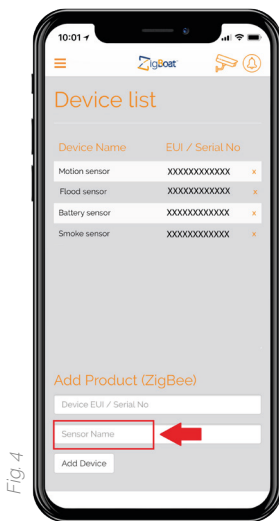 10:01
ZigBoat
Device list
Device Name EUI / Serial No
Motion sensor XXXXXXXXXXXX x
Flood sensor XXXXXXXXXXXX x
Battery sensor XXXXXXXXXXXX x
Smoke sensor XXXXXXXXXXXX x
Add Product (ZigBee)
Device EUI / Serial No
Sensor Name
Add Device
Fig. 4